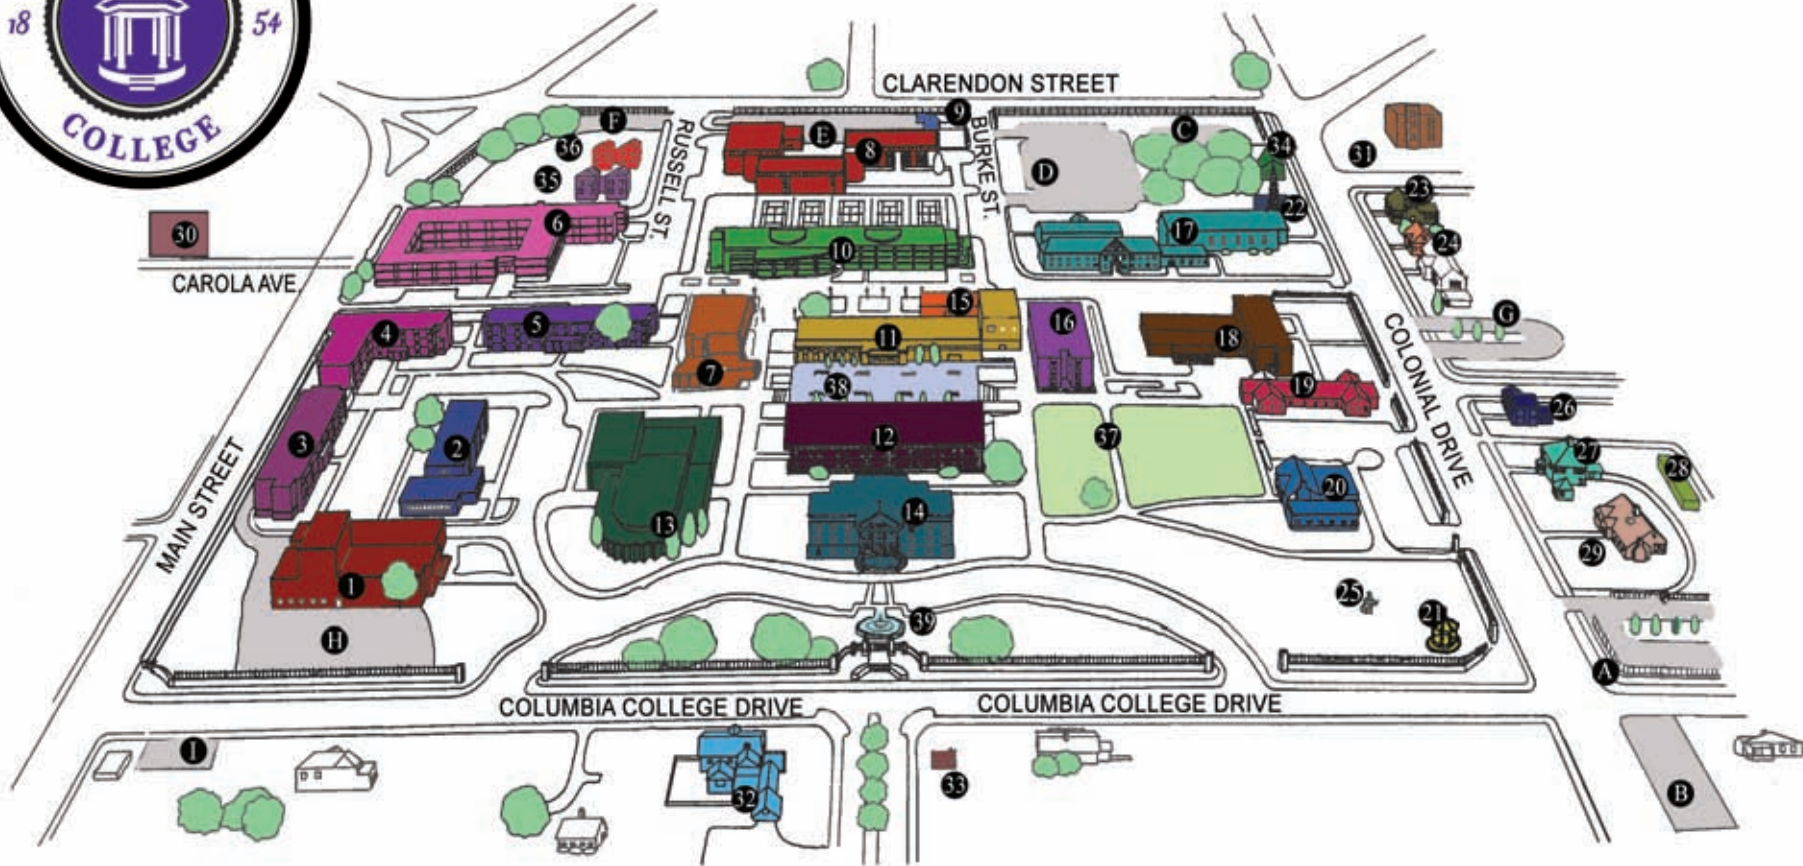 18
54
COLLEGE
CLARENDON STREET
9
C
F
36
E
8
RUSSELL ST.
BURKE ST.
D
34
31
35
23
22
30
6
17
24
CAROLA AVE.
10
15
G
4
5
11
16
18
7
38
19
COLONIAL DRIVE
26
3
2
12
37
27
28
MAIN STREET
13
14
20
29
1
25
21
39
H
A
COLUMBIA COLLEGE DRIVE
COLUMBIA COLLEGE DRIVE
I
33
32
B